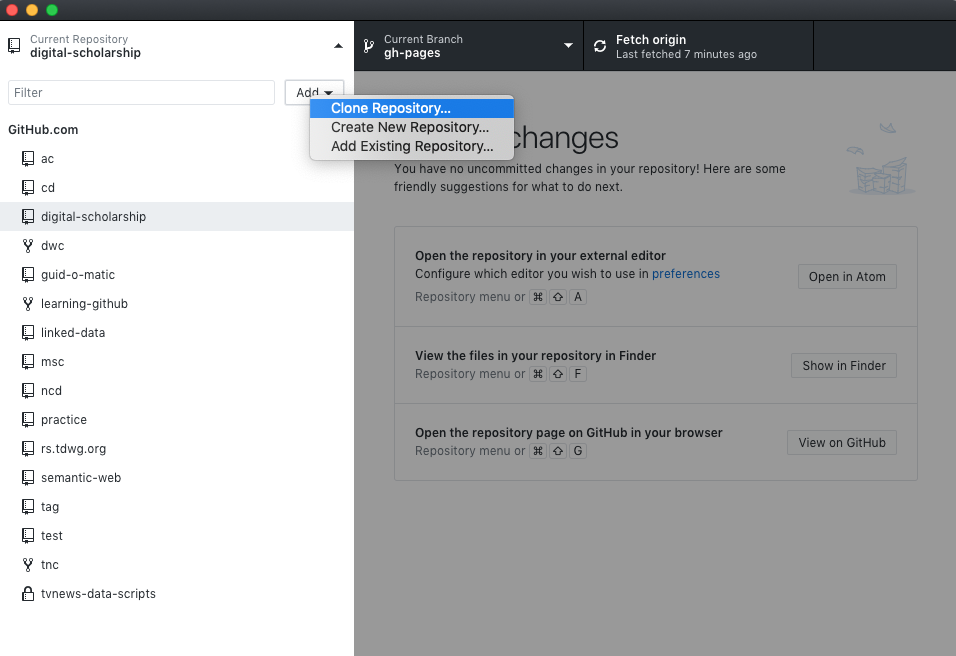 Current Repository
digital-scholarship
Current Branch
gh-pages
Fetch origin
Last fetched 7 minutes ago
Filter
Add
Clone Repository...
Create New Repository...
Add Existing Repository...
GitHub.com
ac
cd
digital-scholarship
dwc
guid-o-matic
learning-github
linked-data
msc
ncd
practice
rs.tdwg.org
semantic-web
tag
test
tnc
tvnews-data-scripts
changes
You have no uncommitted changes in your repository! Here are some
friendly suggestions for what to do next.
Open the repository in your external editor
Configure which editor you wish to use in preferences
Repository menu or ⌘ ⇧ A
Open in Atom
View the files in your repository in Finder
Repository menu or ⌘ ⇧ F
Show in Finder
Open the repository page on GitHub in your browser
Repository menu or ⌘ ⇧ G
View on GitHub